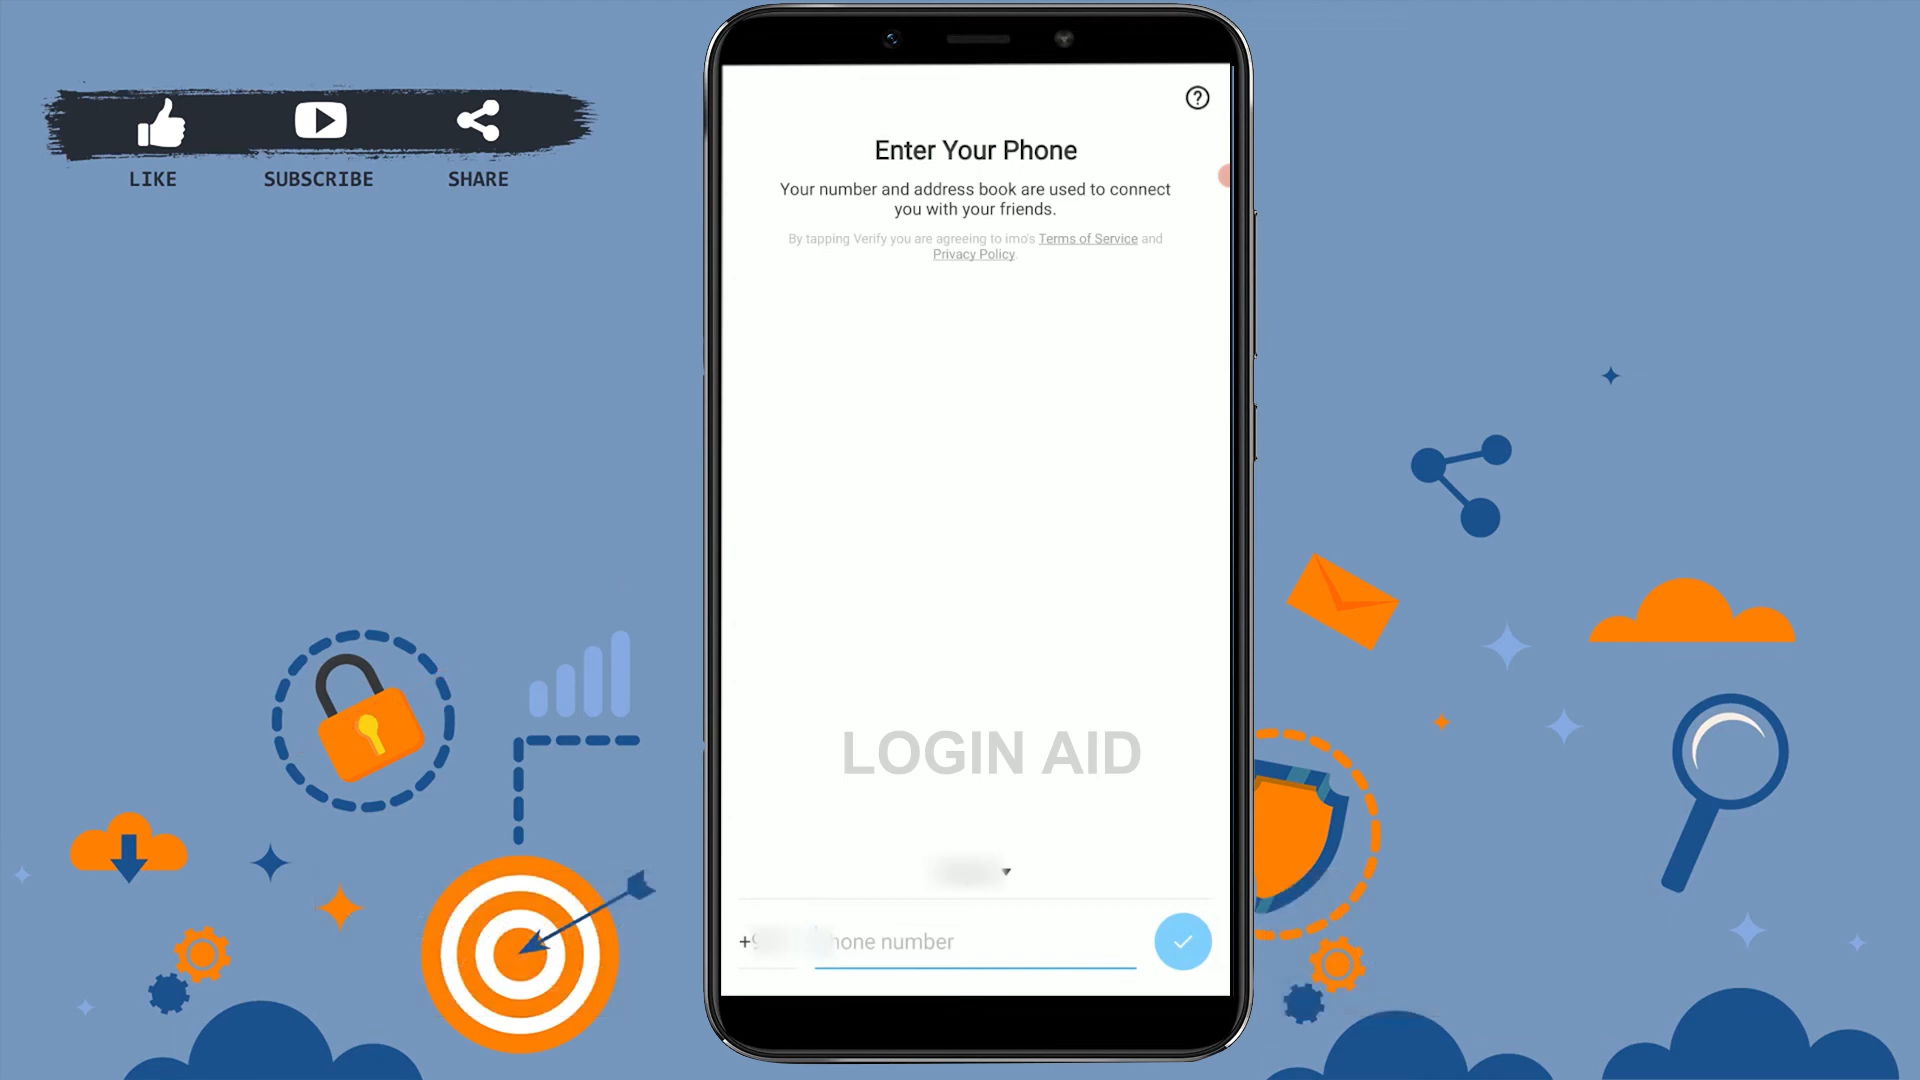 LIKE SUBSCRIBE SHARE
Enter Your Phone
Your number and address book are used to connect
you with your friends.
By tapping Verify you are agreeing to imo's Terms of Service and
Privacy Policy.
LOGIN AID
number